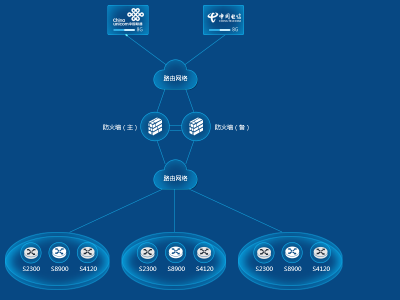 China
unicom中国联通
8G
中国电信
CHINA TELECOM
8G
路由网络
防火墙（主）
防火墙（备）
路由网络
S2300 S8900 S4120
S2300 S8900 S4120
S2300 S8900 S4120